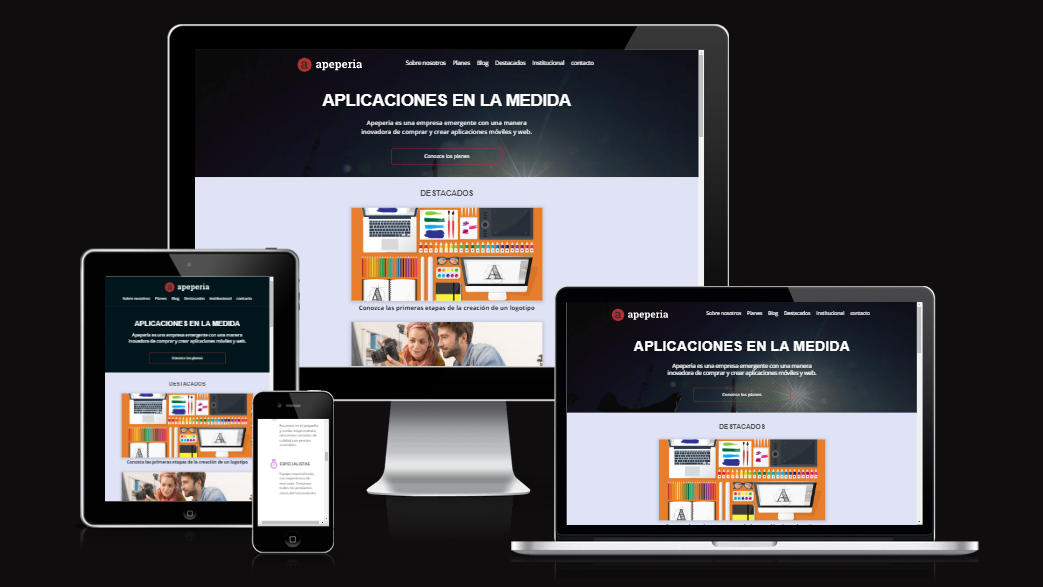 a apeperia
Sobre nosotros Planes Blog Destacados Institucional contacto
APLICACIONES EN LA MEDIDA
Apeperia es una empresa emergente con una manera
inovadora de comprar y crear aplicaciones móviles y web.
Conozca los planes
DESTACADOS
A
A
Conozca las primeras etapas de la creación de un logotipo
a apeperia
Sobre nosotros Planes Blog Destacados Institucional contacto
APLICACIONES EN LA MEDIDA
Apeperia es una empresa emergente con una manera
inovadora de comprar y crear aplicaciones móviles y web.
Conozca los planes
DESTACADOS
A
A
Conozca las primeras etapas de la creación de un logotipo
ESPECIALISTAS
a apeperia
Sobre nosotros Planes Blog Destacados Institucional contacto
APLICACIONES EN LA MEDIDA
Apeperia es una empresa emergente con una manera
inovadora de comprar y crear aplicaciones móviles y web.
Conozca los planes
DESTACADOS
A
A